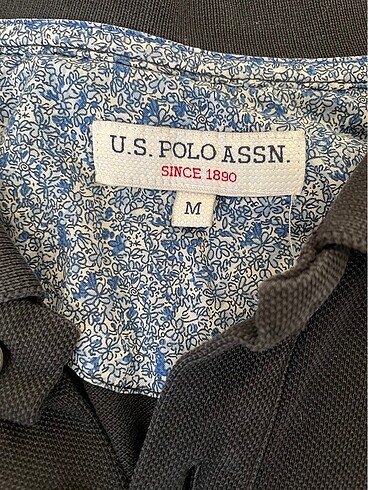 U.S. POLO ASSN.
SINCE 1890
M